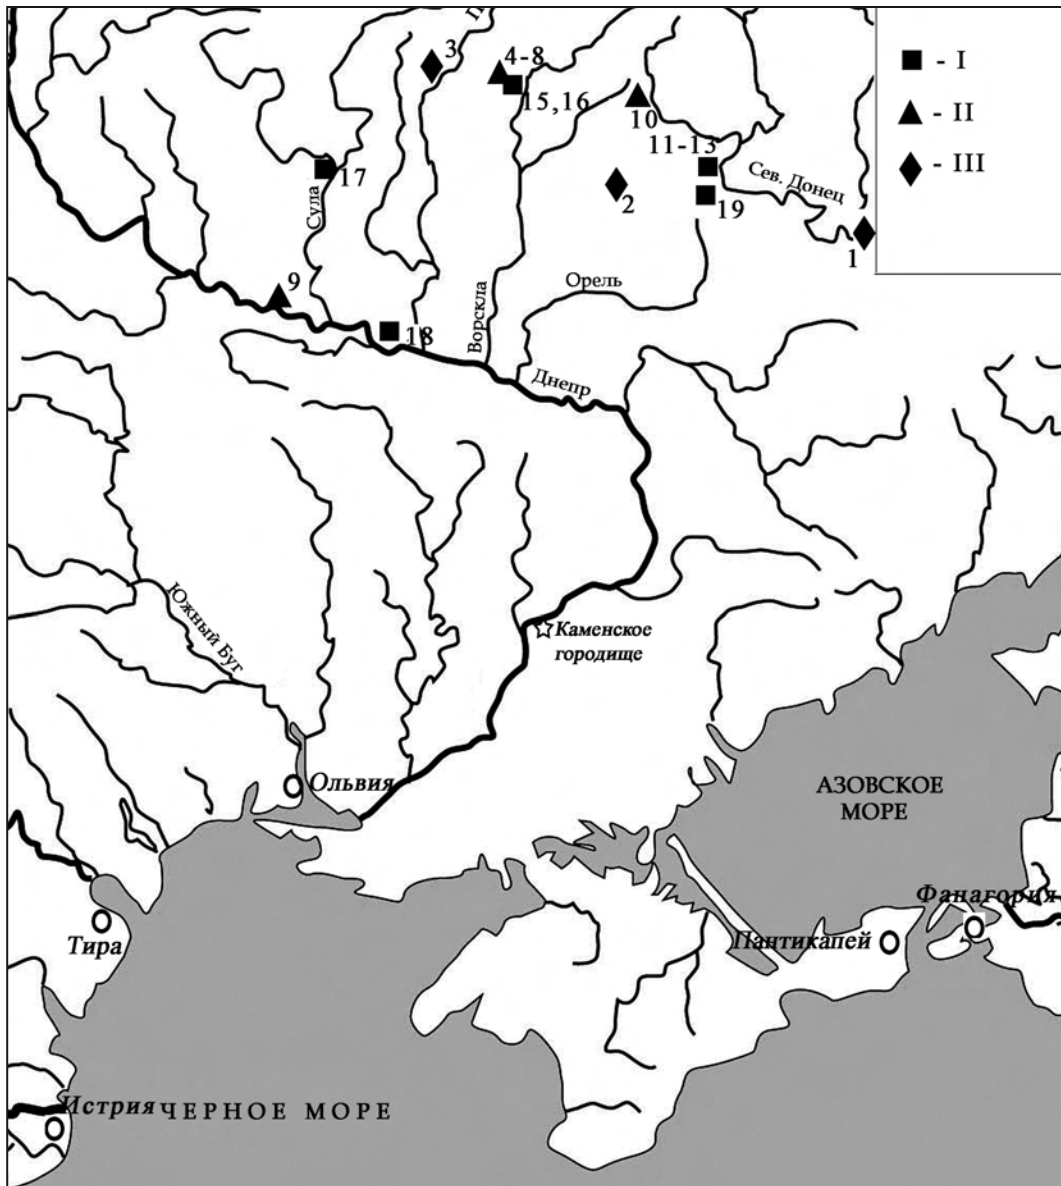 - I
- II
- III
3
4-8
15,16
10
11-13
17
Сула
2
19
Сев. Донец
1
9
Орель
Ворскла
18
Днепр
Южный Буг
Каменское
городище
Ольвия
АЗОВСКОЕ
МОРЕ
Фанагория
Тира
Пантикапей
Истрия
ЧЕРНОЕ МОРЕ